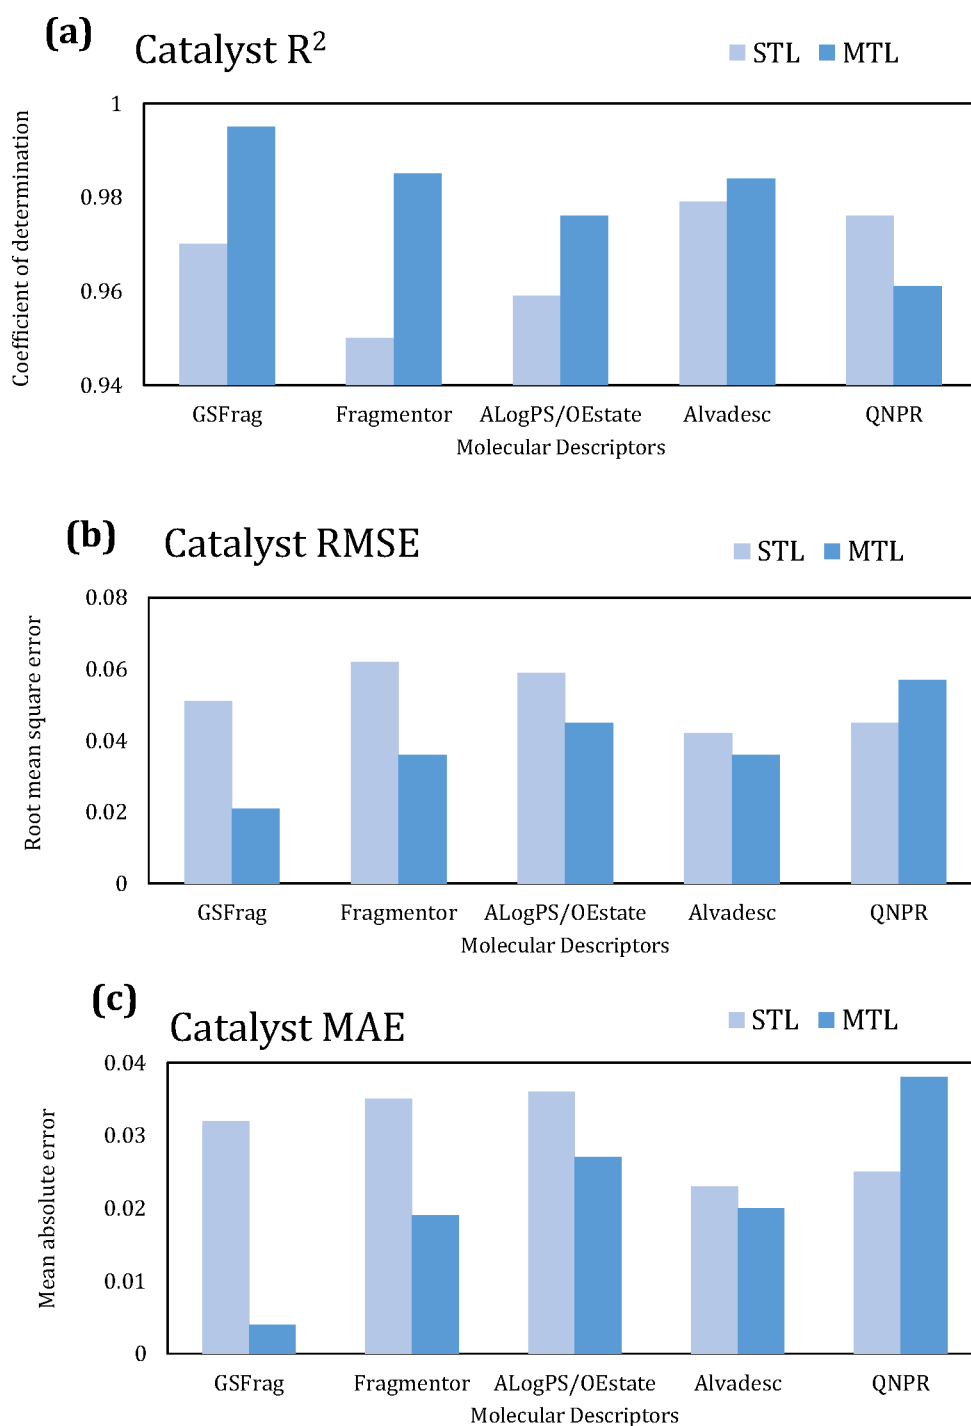 (a) Catalyst R²
STL MTL
Coefficient of determination
1
0.98
0.96
0.94
GSFrag Fragmentor ALogPS/OEstate Alvadesc QNPR
Molecular Descriptors
(b) Catalyst RMSE
STL MTL
Root mean square error
0.08
0.06
0.04
0.02
0
GSFrag Fragmentor ALogPS/OEstate Alvadesc QNPR
Molecular Descriptors
(c) Catalyst MAE
STL MTL
Mean absolute error
0.04
0.03
0.02
0.01
0
GSFrag Fragmentor ALogPS/OEstate Alvadesc QNPR
Molecular Descriptors